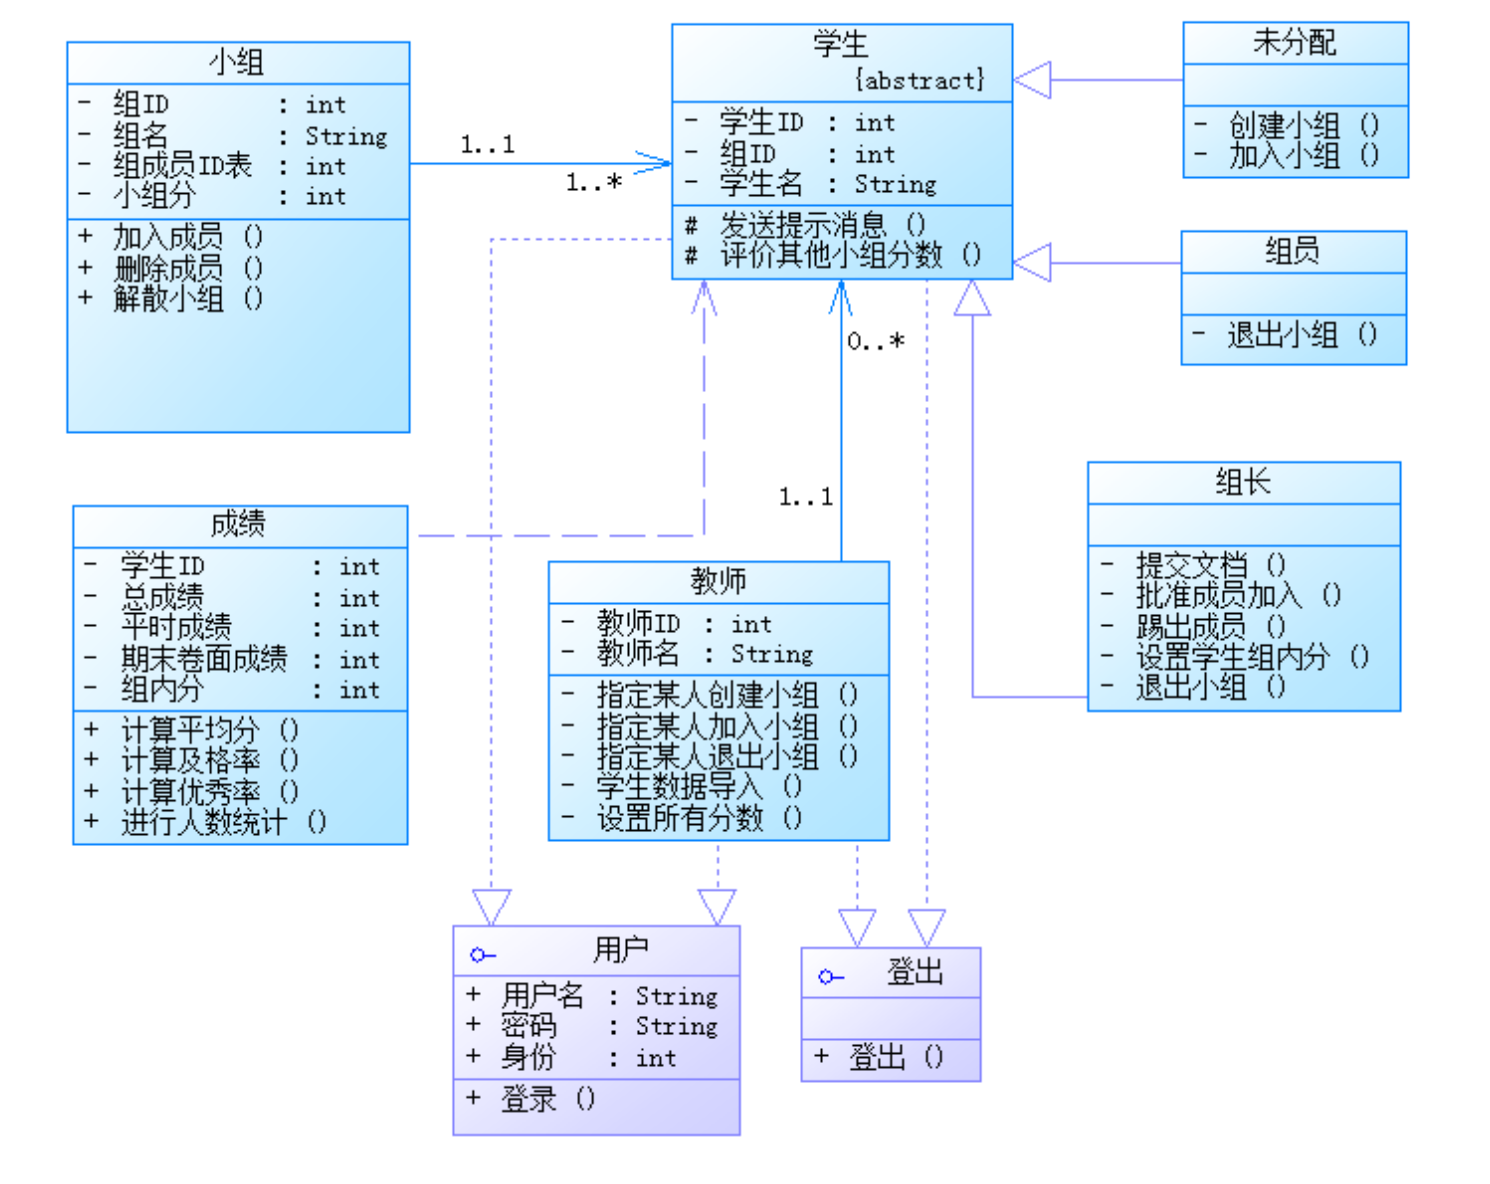 小组
- 组ID : int
- 组名 : String
- 组成员ID表 : int
- 小组分 : int
+ 加入成员 ()
+ 删除成员 ()
+ 解散小组 ()
1..1
1..*
学生
{abstract}
- 学生ID : int
- 组ID : int
- 学生名 : String
# 发送提示消息 ()
# 评价其他小组分数 ()
未分配
- 创建小组 ()
- 加入小组 ()
组员
- 退出小组 ()
0..*
1..1
组长
- 提交文档 ()
- 批准成员加入 ()
- 踢出成员 ()
- 设置学生组内分 ()
- 退出小组 ()
成绩
- 学生ID : int
- 总成绩 : int
- 平时成绩 : int
- 期末卷面成绩 : int
- 组内分 : int
+ 计算平均分 ()
+ 计算及格率 ()
+ 计算优秀率 ()
+ 进行人数统计 ()
教师
- 教师ID : int
- 教师名 : String
- 指定某人创建小组 ()
- 指定某人加入小组 ()
- 指定某人退出小组 ()
- 学生数据导入 ()
- 设置所有分数 ()
用户
+ 用户名 : String
+ 密码 : String
+ 身份 : int
+ 登录 ()
登出
+ 登出 ()